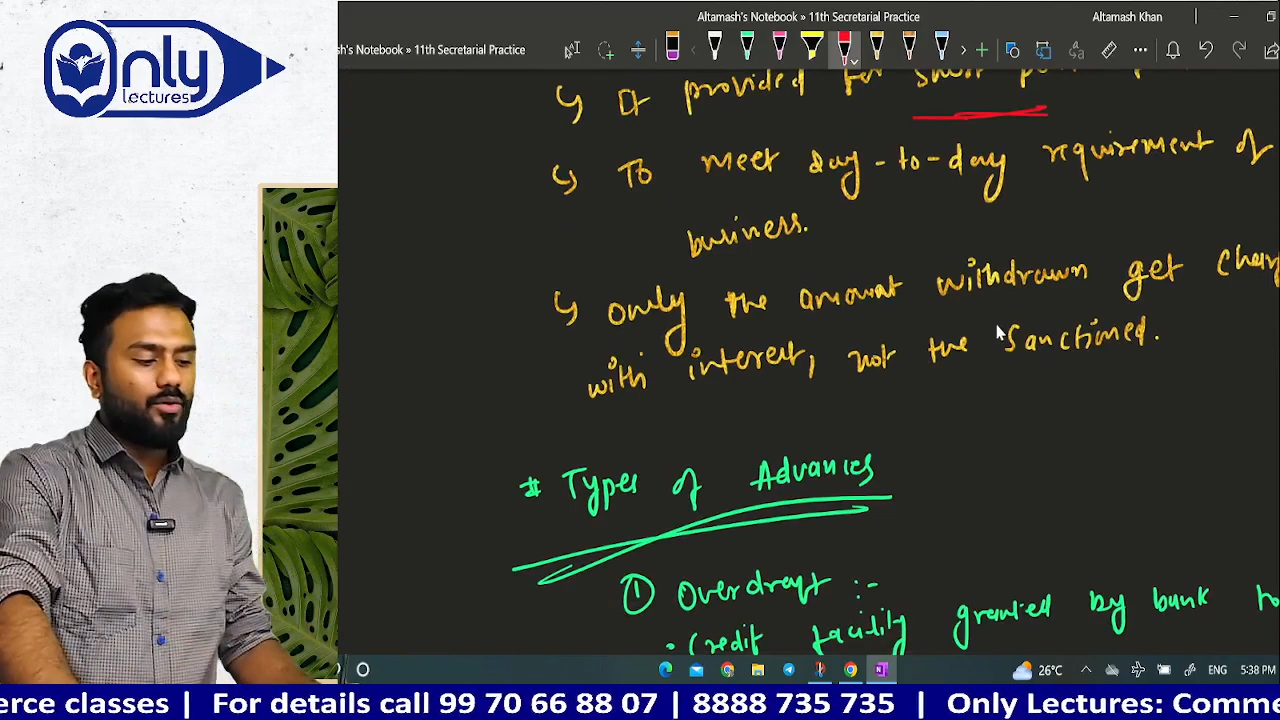 Only
Lectures
Altamash's Notebook » 11th Secretarial Practice
Altamash Khan
's Notebook » 11th Secretarial Practice
↳ It provided for short
↳ To meet day-to-day requirement of
business.
↳ only the amount withdrawn get char
with interest, not the Sanctioned.
# Types of Advances
① Overdraft :-
• Credit facility granted by bank to
26°C
ENG
5:38 PM
erce classes | For details call 99 70 66 88 07 | 8888 735 735 | Only Lectures: Comme